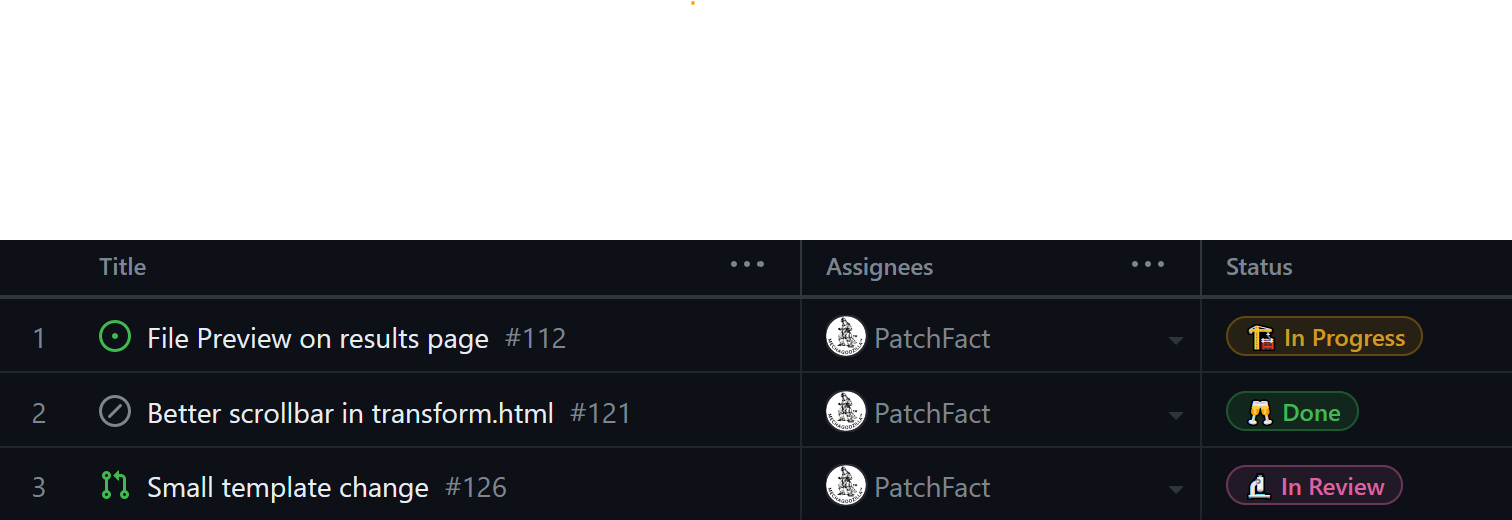 Title Assignees Status
1 File Preview on results page #112 PatchFact In Progress
2 Better scrollbar in transform.html #121 PatchFact Done
3 Small template change #126 PatchFact In Review